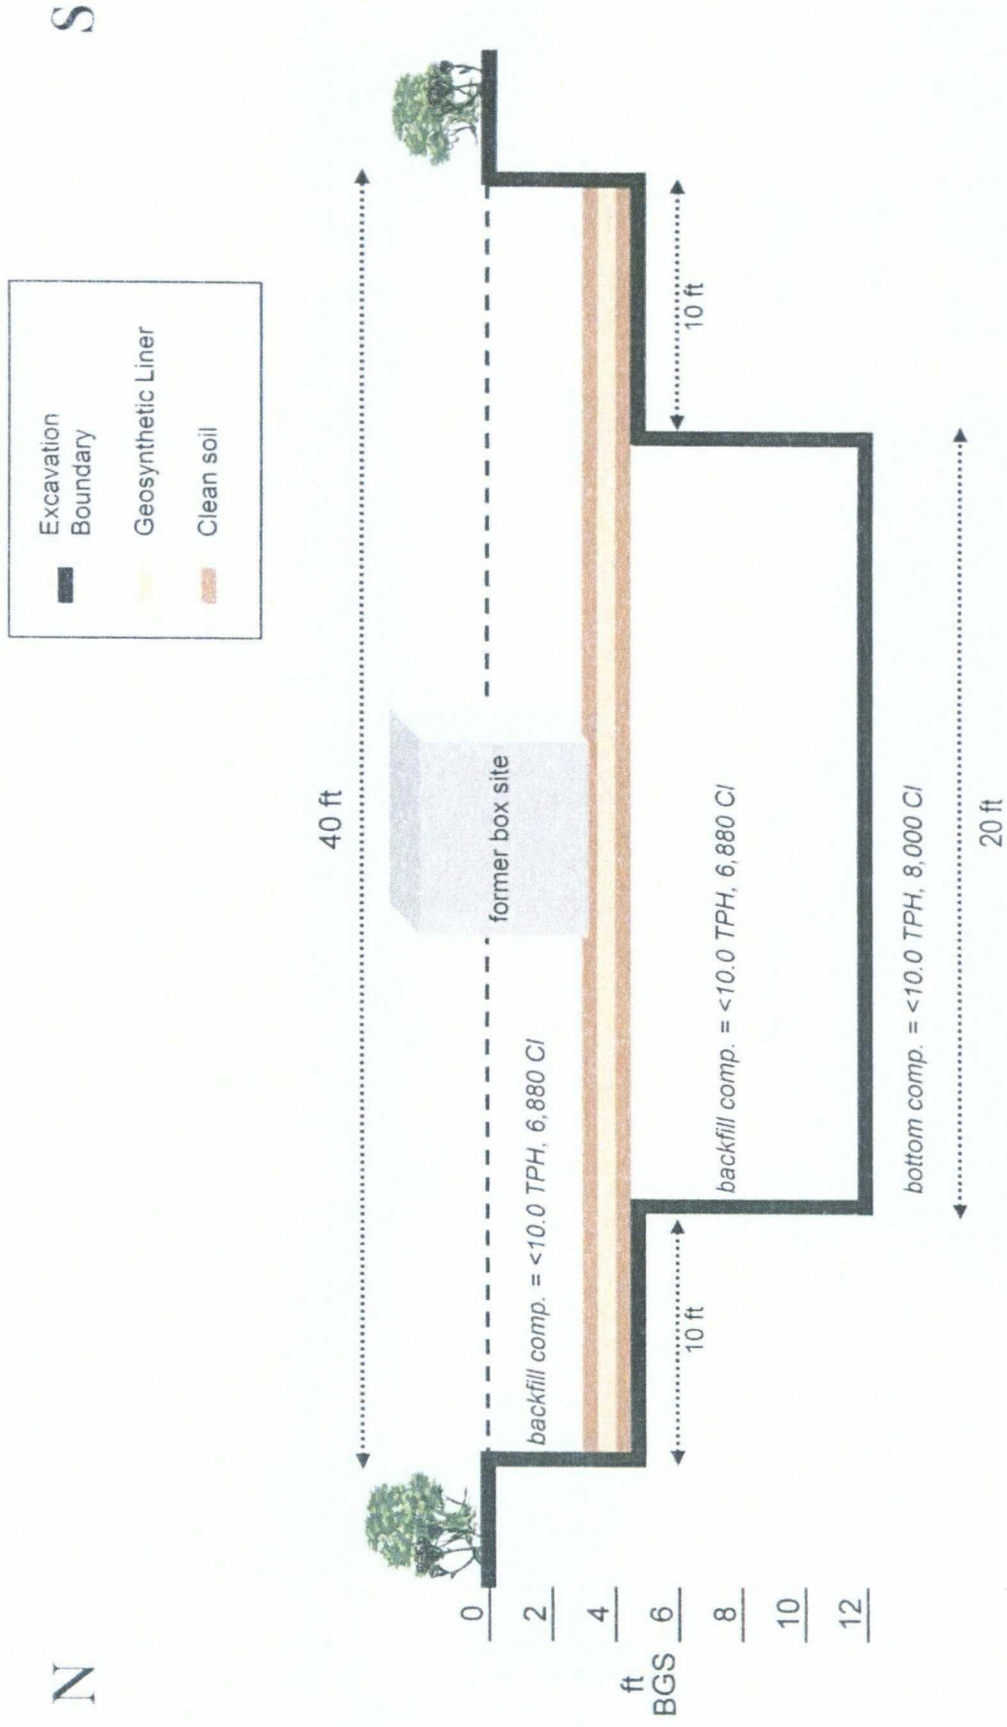 N
S
Excavation
Boundary
Geosynthetic Liner
Clean soil
40 ft
former box site
0
2
4
6
8
10
12
ft
BGS
backfill comp. = <10.0 TPH, 6,880 Cl
10 ft
10 ft
backfill comp. = <10.0 TPH, 6,880 Cl
bottom comp. = <10.0 TPH, 8,000 Cl
20 ft